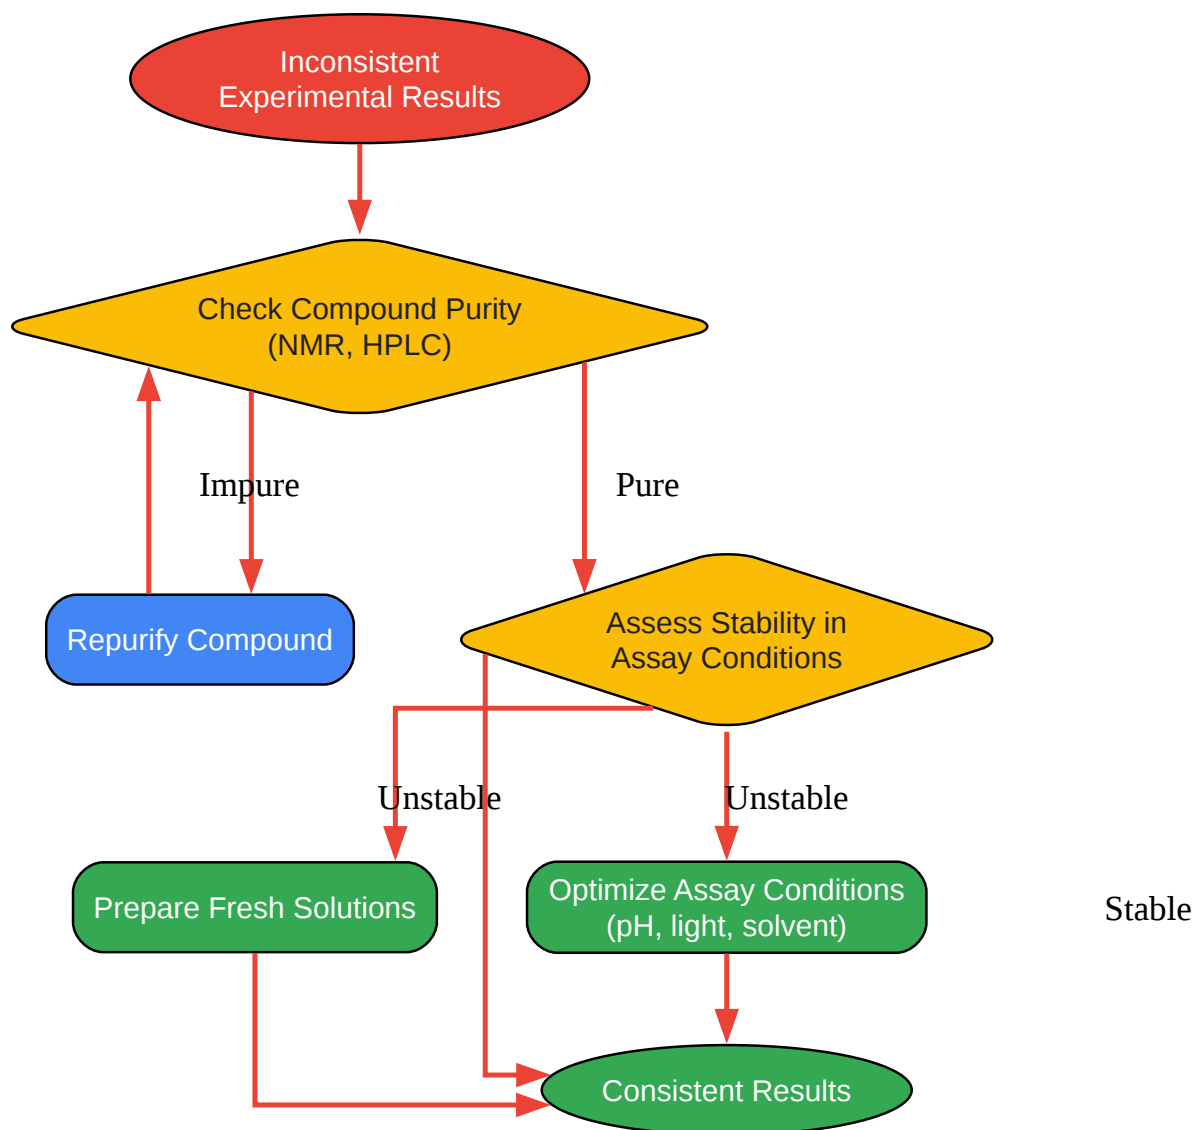 Inconsistent
Experimental Results
Check Compound Purity
(NMR, HPLC)
Impure
Pure
Repurify Compound
Assess Stability in
Assay Conditions
Unstable
Unstable
Prepare Fresh Solutions
Optimize Assay Conditions
(pH, light, solvent)
Stable
Consistent Results